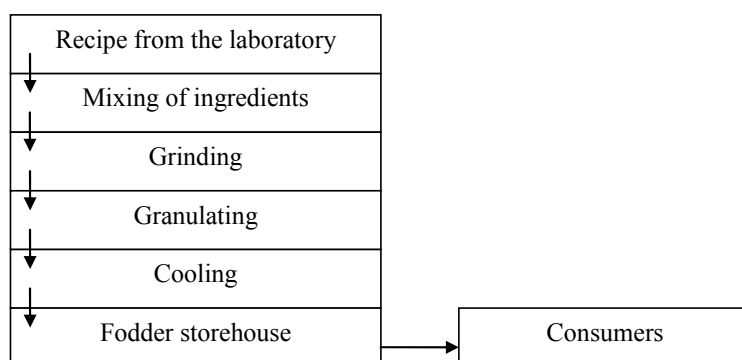 Recipe from the laboratory
Mixing of ingredients
Grinding
Granulating
Cooling
Fodder storehouse
Consumers